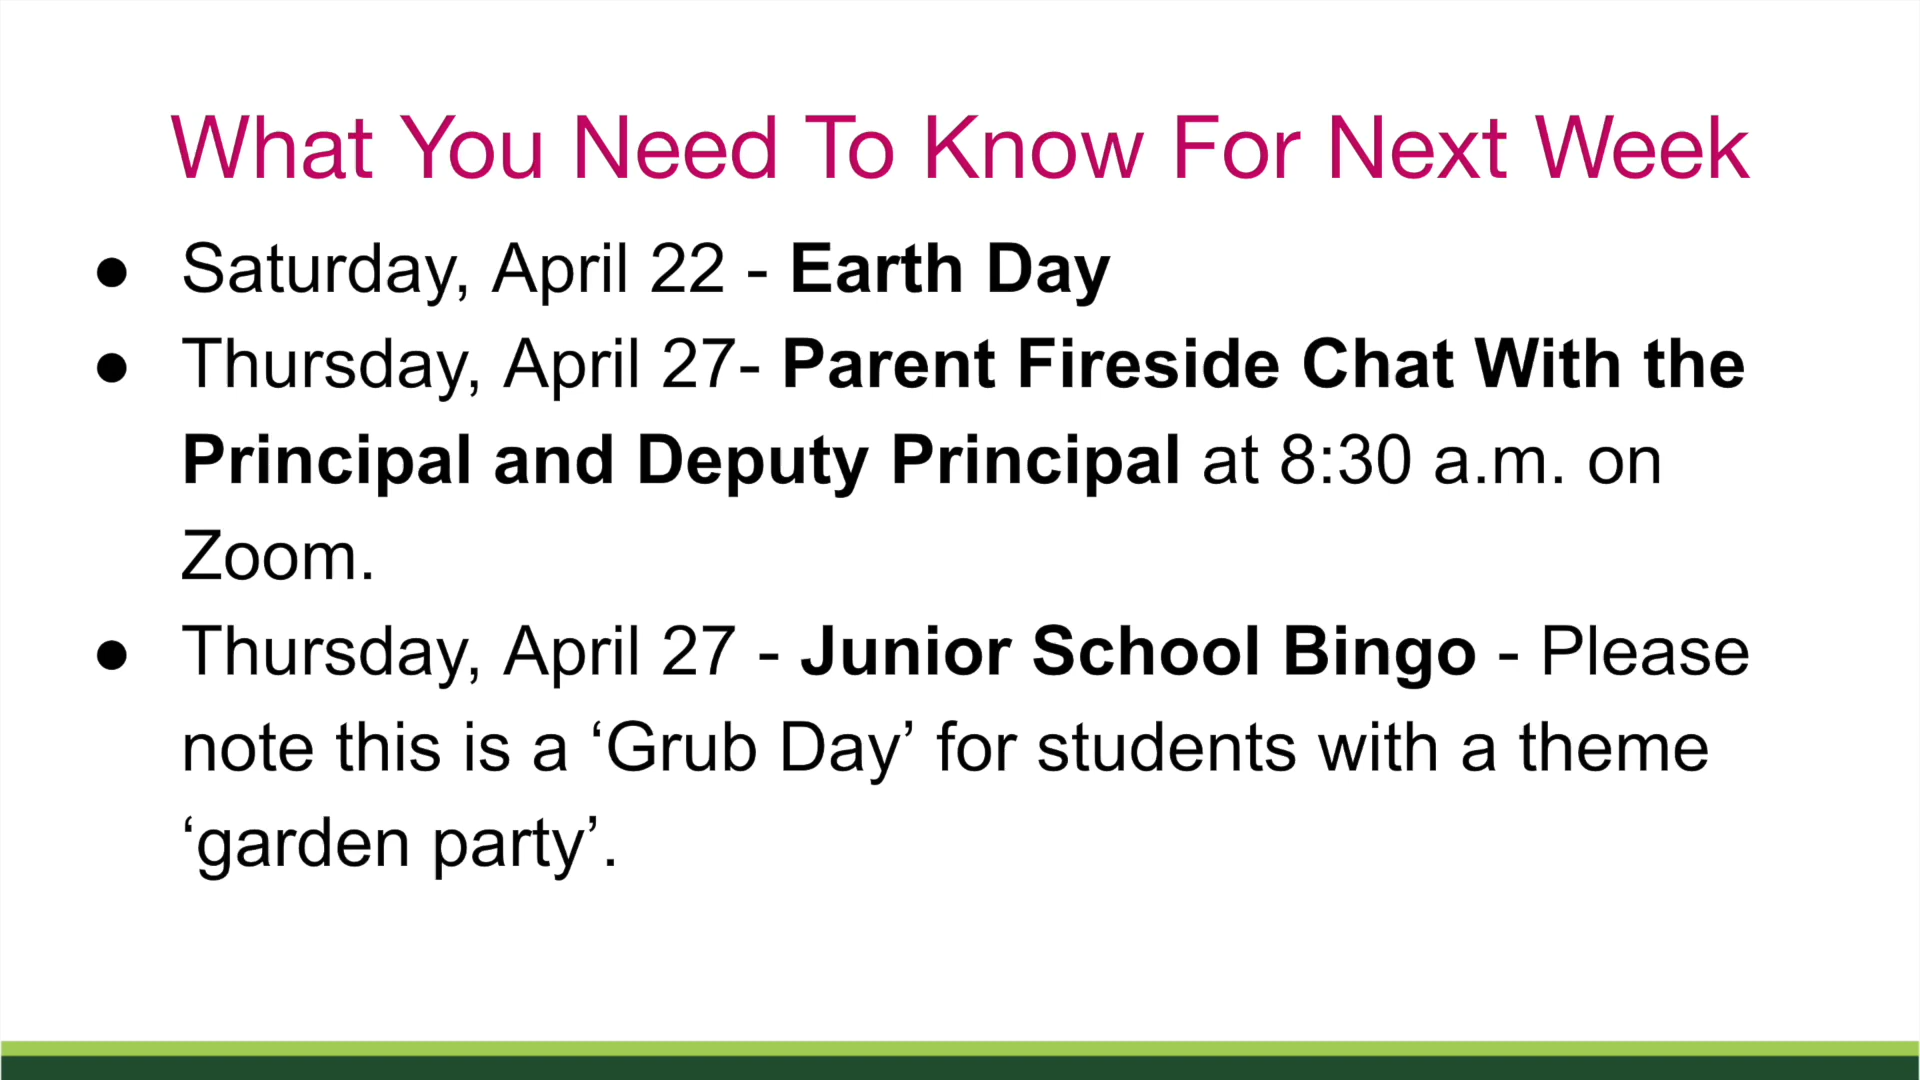 What You Need To Know For Next Week
● Saturday, April 22 - Earth Day
● Thursday, April 27- Parent Fireside Chat With the
Principal and Deputy Principal at 8:30 a.m. on
Zoom.
● Thursday, April 27 - Junior School Bingo - Please
note this is a ‘Grub Day’ for students with a theme
‘garden party’.